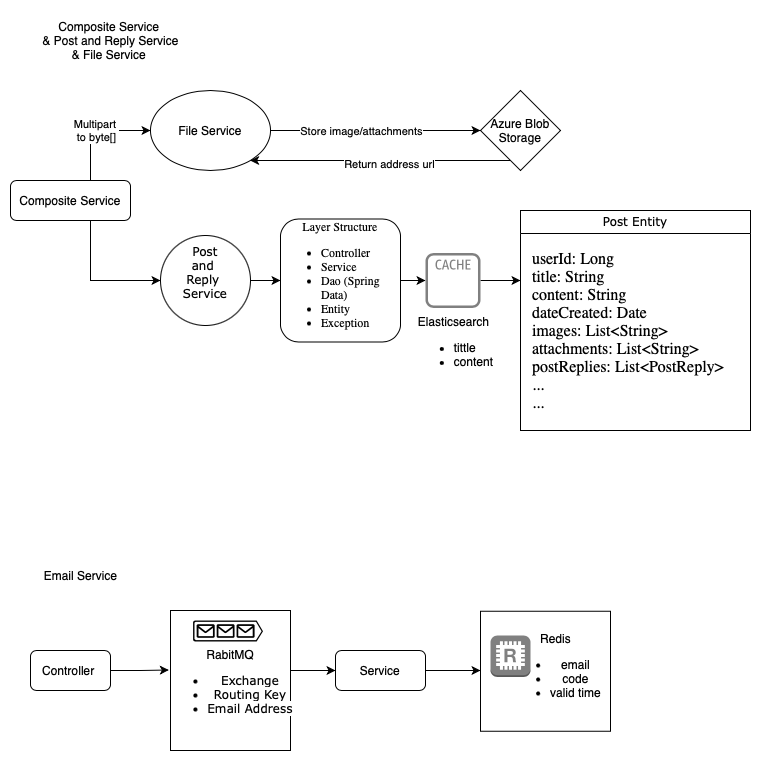 Composite Service
& Post and Reply Service
& File Service
Multipart
to byte[]
File Service
Store image/attachments
Azure Blob
Storage
Return address url
Composite Service
Post
and
Reply
Service
Layer Structure
• Controller
• Service
• Dao (Spring
Data)
• Entity
• Exception
CACHE
Elasticsearch
• tittle
• content
Post Entity
userId: Long
title: String
content: String
dateCreated: Date
images: List<String>
attachments: List<String>
postReplies: List<PostReply>
...
...
Email Service
Controller
RabitMQ
• Exchange
• Routing Key
• Email Address
Service
R
Redis
• email
• code
• valid time